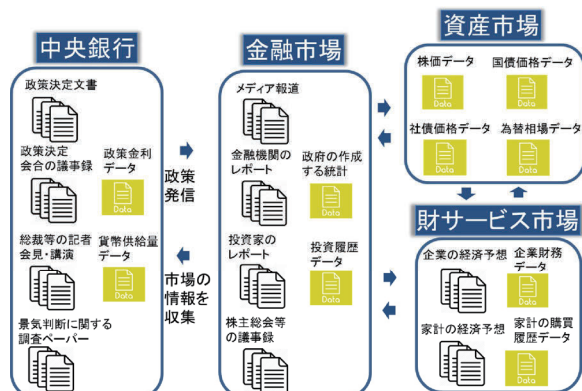 中央銀行
政策決定文書
政策決定
会合の議事録
政策金利
データ
Data
総裁等の記者
会見・講演
貨幣供給量
データ
Data
景気判断に関する
調査ペーパー
政策
発信
市場の
情報を
収集
金融市場
メディア報道
金融機関の
レポート
政府の作成
する統計
Data
投資家の
レポート
投資履歴
データ
Data
株主総会等
の議事録
資産市場
株価データ
Data
国債価格データ
Data
社債価格データ
Data
為替相場データ
Data
財サービス市場
企業の経済予想
企業財務
データ
Data
家計の経済予想
家計の購買
履歴データ
Data